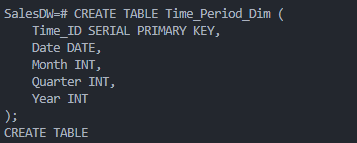 SalesDW=# CREATE TABLE Time_Period_Dim (
    Time_ID SERIAL PRIMARY KEY,
    Date DATE,
    Month INT,
    Quarter INT,
    Year INT
);
CREATE TABLE